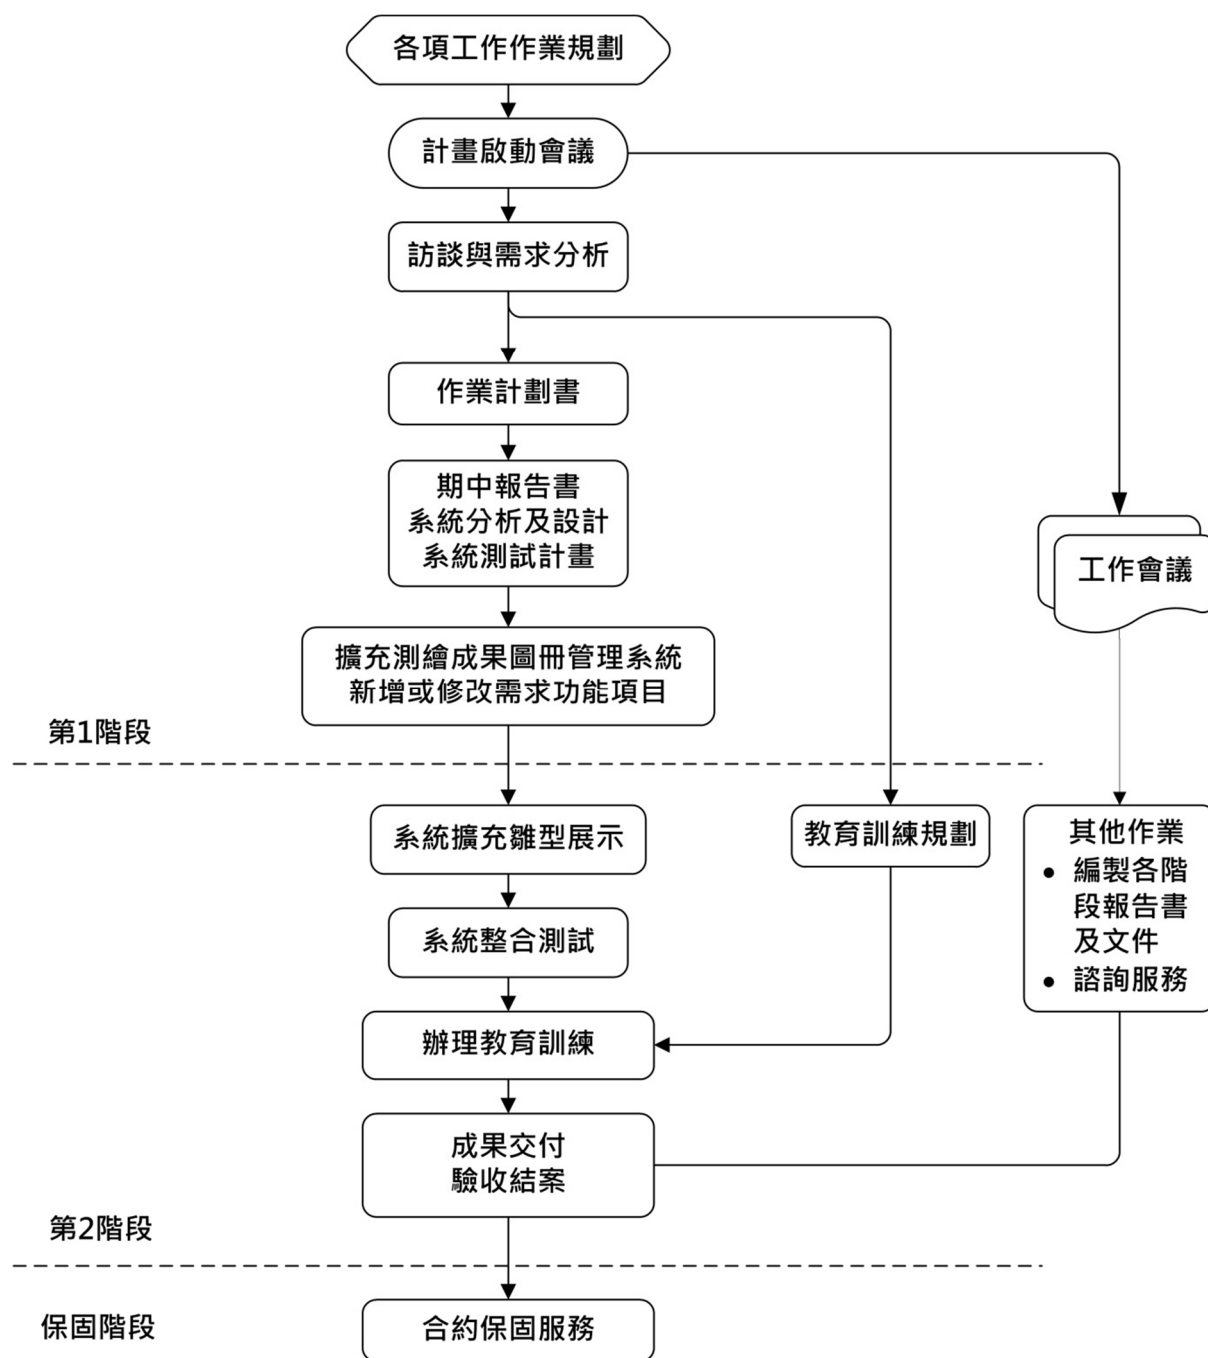 各項工作作業規劃
計畫啟動會議
訪談與需求分析
作業計劃書
期中報告書
系統分析及設計
系統測試計畫
工作會議
擴充測繪成果圖冊管理系統
新增或修改需求功能項目
第1階段
系統擴充雛型展示
教育訓練規劃
其他作業
• 編製各階
段報告書
及文件
• 諮詢服務
系統整合測試
辦理教育訓練
成果交付
驗收結案
第2階段
保固階段
合約保固服務